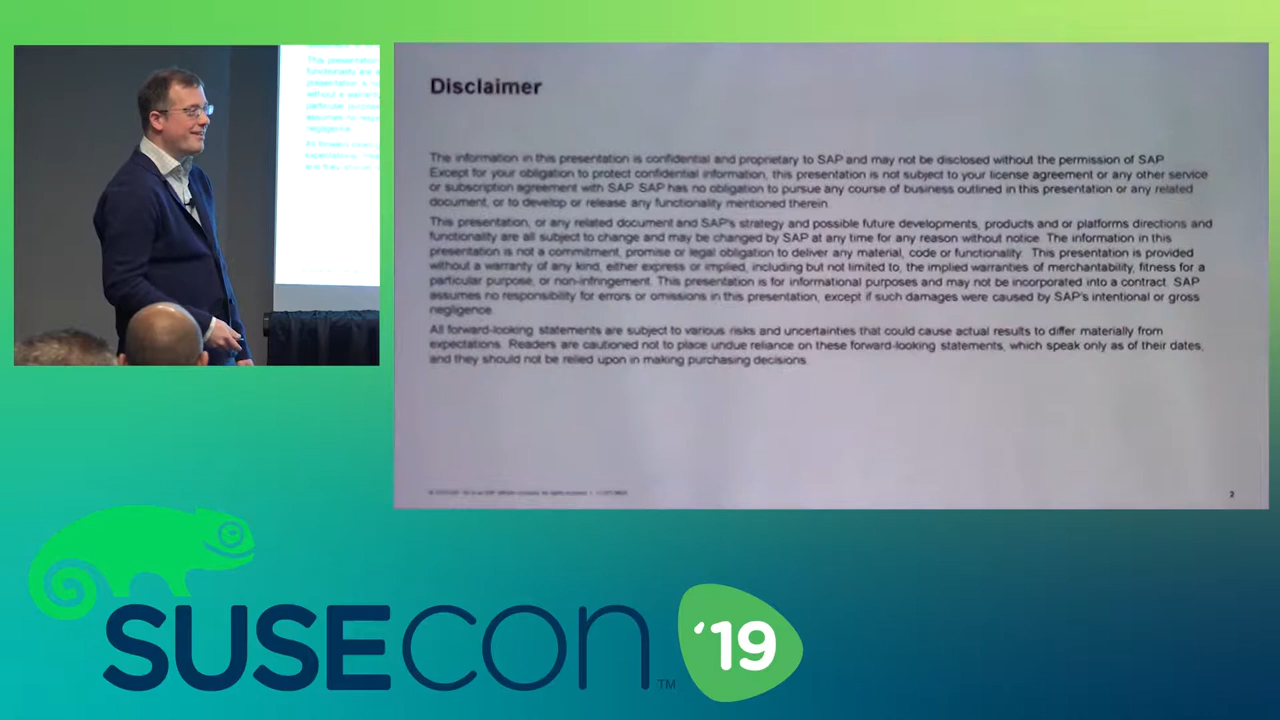 Disclaimer
The information in this presentation is confidential and proprietary to SAP and may not be disclosed without the permission of SAP.
Except for your obligation to protect confidential information, this presentation is not subject to your license agreement or any other service
or subscription agreement with SAP. SAP has no obligation to pursue any course of business outlined in this presentation or any related
document, or to develop or release any functionality mentioned therein.
This presentation, or any related document and SAP's strategy and possible future developments, products and or platforms directions and
functionality are all subject to change and may be changed by SAP at any time for any reason without notice. The information in this
presentation is not a commitment, promise or legal obligation to deliver any material, code or functionality. This presentation is provided
without a warranty of any kind, either express or implied, including but not limited to, the implied warranties of merchantability, fitness for a
particular purpose, or non-infringement. This presentation is for informational purposes and may not be incorporated into a contract. SAP
assumes no responsibility for errors or omissions in this presentation, except if such damages were caused by SAP's intentional or gross
negligence.
All forward-looking statements are subject to various risks and uncertainties that could cause actual results to differ materially from
expectations. Readers are cautioned not to place undue reliance on these forward-looking statements, which speak only as of their dates,
and they should not be relied upon in making purchasing decisions.
2
SUSECON
TM
'19